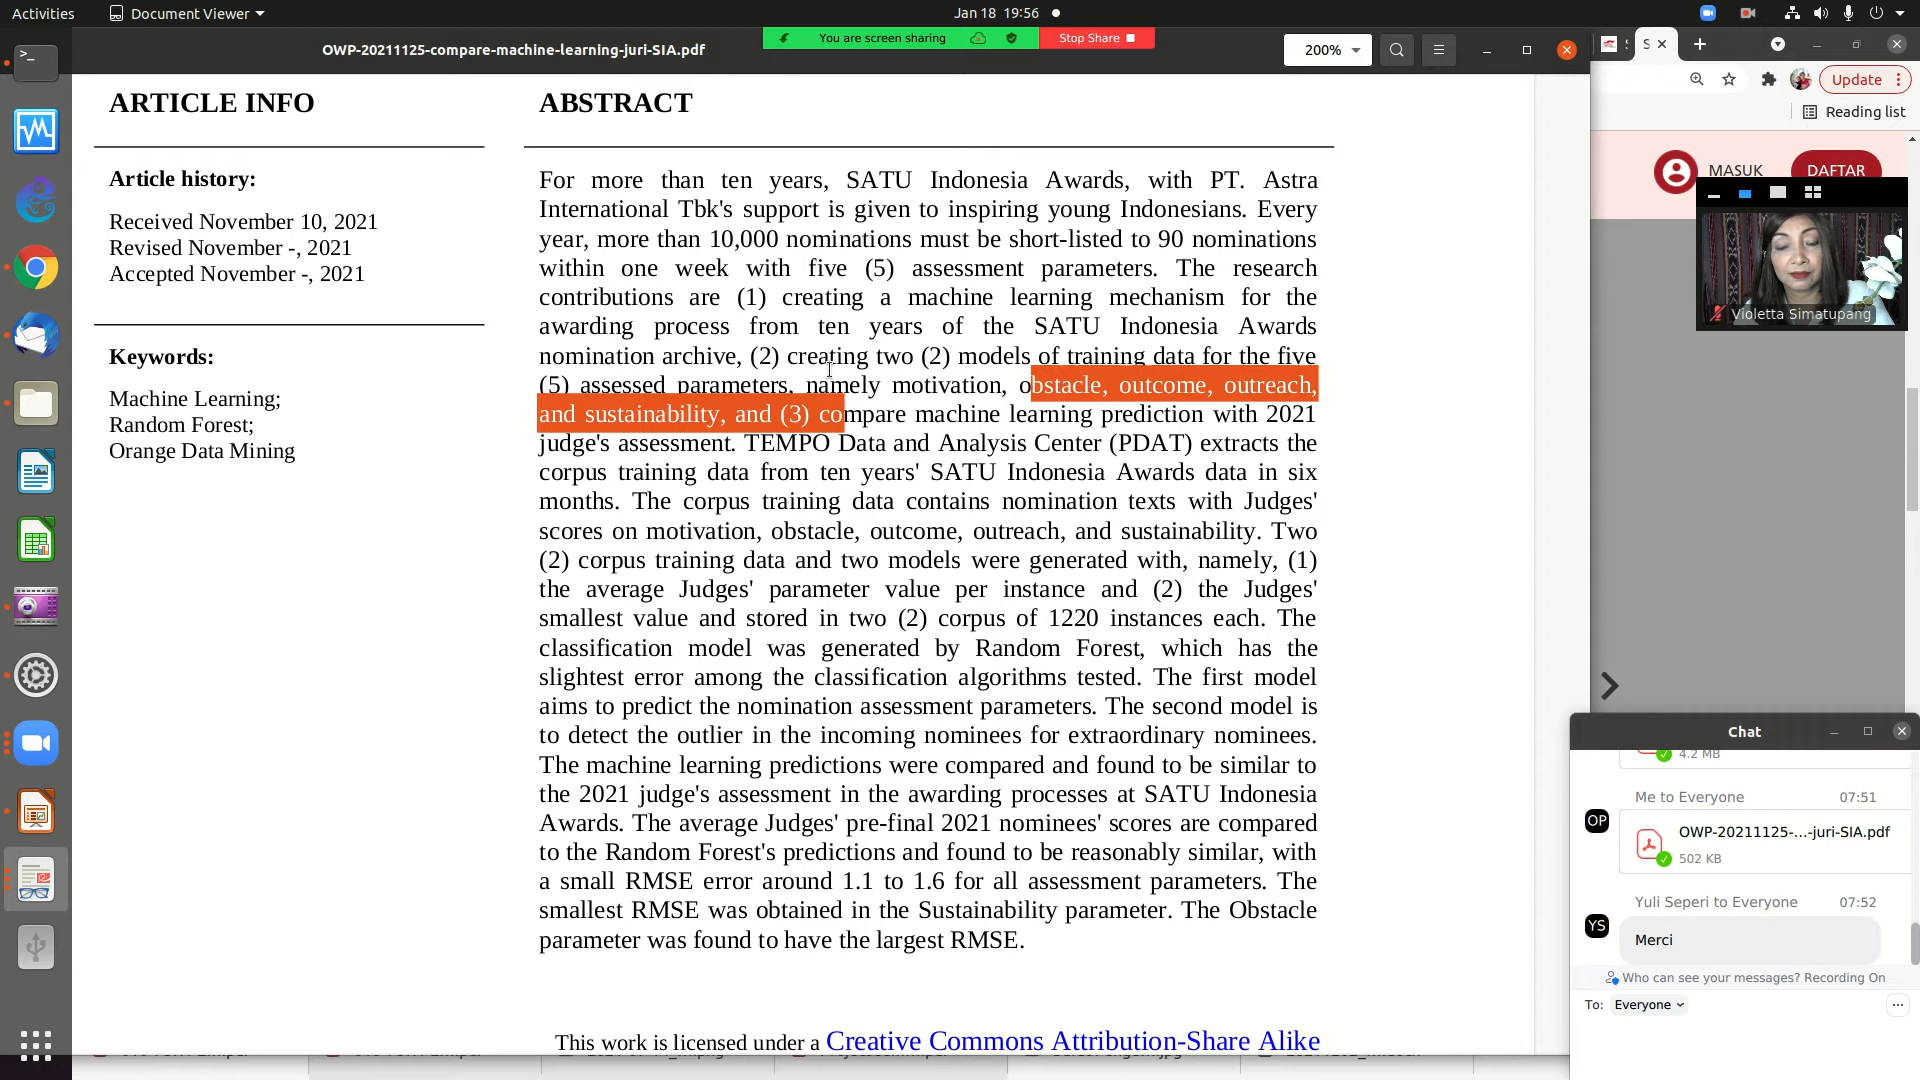 Activities
Document Viewer
Jan 18 19:56
OWP-20211125-compare-machine-learning-juri-SIA.pdf
You are screen sharing
Stop Share
200%
Update
Reading list
MASUK
DAFTAR
Violetta Simatupang
ARTICLE INFO
Article history:
Received November 10, 2021
Revised November -, 2021
Accepted November -, 2021
Keywords:
Machine Learning;
Random Forest;
Orange Data Mining
ABSTRACT
For more than ten years, SATU Indonesia Awards, with PT. Astra
International Tbk's support is given to inspiring young Indonesians. Every
year, more than 10,000 nominations must be short-listed to 90 nominations
within one week with five (5) assessment parameters. The research
contributions are (1) creating a machine learning mechanism for the
awarding process from ten years of the SATU Indonesia Awards
nomination archive, (2) creating two (2) models of training data for the five
(5) assessed parameters, namely motivation, obstacle, outcome, outreach,
and sustainability, and (3) compare machine learning prediction with 2021
judge's assessment. TEMPO Data and Analysis Center (PDAT) extracts the
corpus training data from ten years' SATU Indonesia Awards data in six
months. The corpus training data contains nomination texts with Judges'
scores on motivation, obstacle, outcome, outreach, and sustainability. Two
(2) corpus training data and two models were generated with, namely, (1)
the average Judges' parameter value per instance and (2) the Judges'
smallest value and stored in two (2) corpus of 1220 instances each. The
classification model was generated by Random Forest, which has the
slightest error among the classification algorithms tested. The first model
aims to predict the nomination assessment parameters. The second model is
to detect the outlier in the incoming nominees for extraordinary nominees.
The machine learning predictions were compared and found to be similar to
the 2021 judge's assessment in the awarding processes at SATU Indonesia
Awards. The average Judges' pre-final 2021 nominees' scores are compared
to the Random Forest's predictions and found to be reasonably similar, with
a small RMSE error around 1.1 to 1.6 for all assessment parameters. The
smallest RMSE was obtained in the Sustainability parameter. The Obstacle
parameter was found to have the largest RMSE.
This work is licensed under a Creative Commons Attribution-Share Alike
Chat
4.2 MB
Me to Everyone 07:51
OP
OWP-20211125-...-juri-SIA.pdf
502 KB
Yuli Seperi to Everyone 07:52
YS
Merci
Who can see your messages? Recording On
To: Everyone